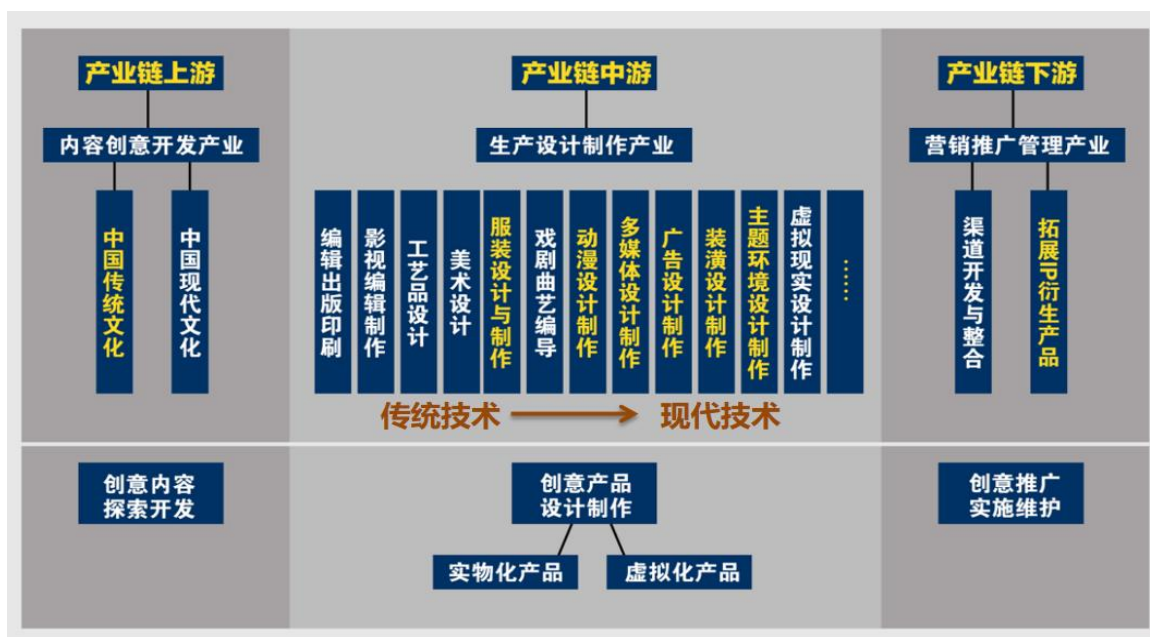 产业链上游
产业链中游
产业链下游
内容创意开发产业
生产设计制作产业
营销推广管理产业
中国传统文化
中国现代文化
编辑出版印刷
影视编辑制作
工艺品设计
美术设计
服装设计与制作
戏剧曲艺编导
动漫设计制作
多媒体设计制作
广告设计制作
装潢设计制作
主题环境设计制作
虚拟现实设计制作
……
渠道开发与整合
拓展IP衍生产品
传统技术
现代技术
创意内容
探索开发
创意产品
设计制作
创意推广
实施维护
实物化产品
虚拟化产品